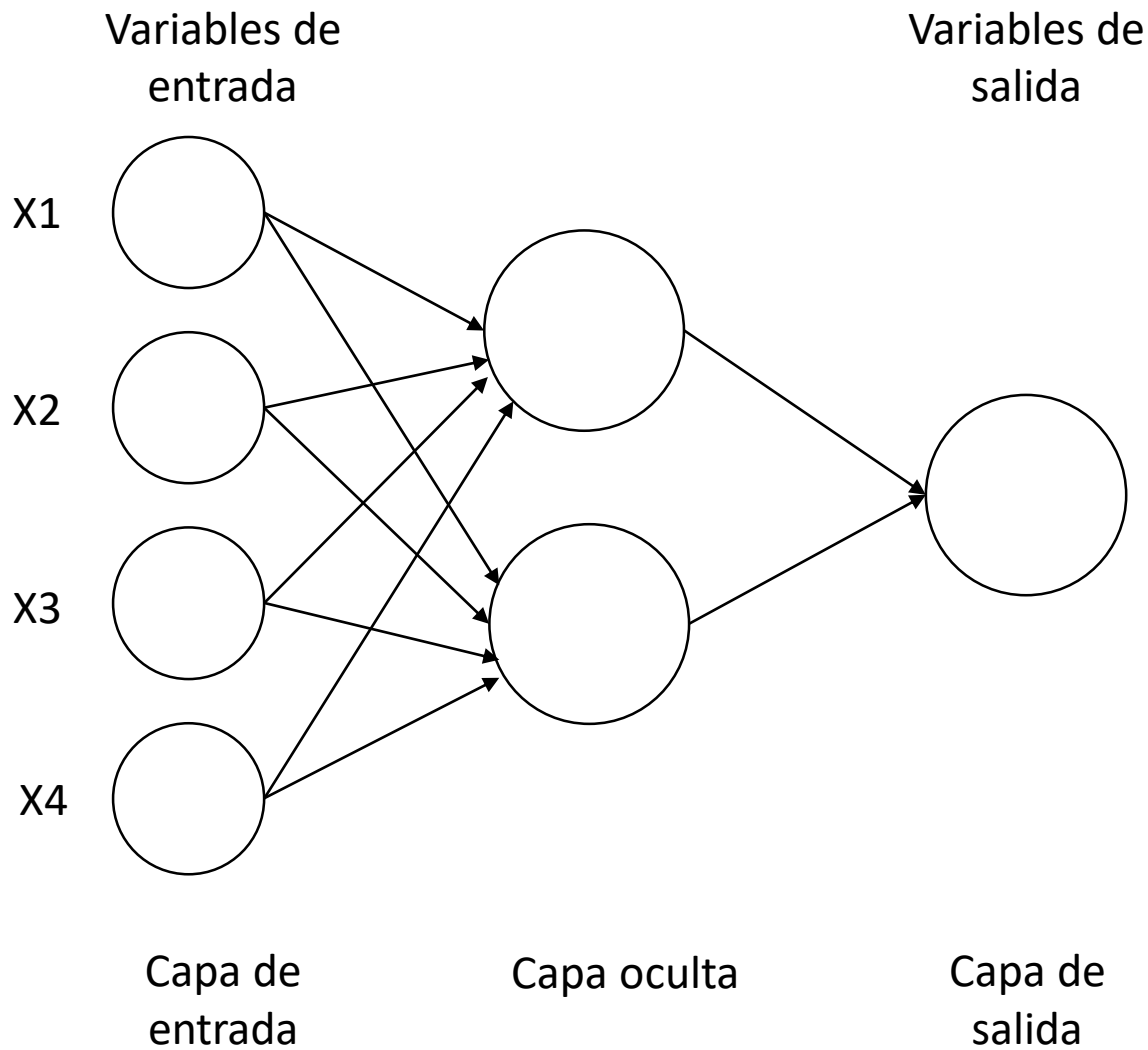 Variables de
entrada
Variables de
salida
X1
X2
X3
X4
Capa de
entrada
Capa oculta
Capa de
salida